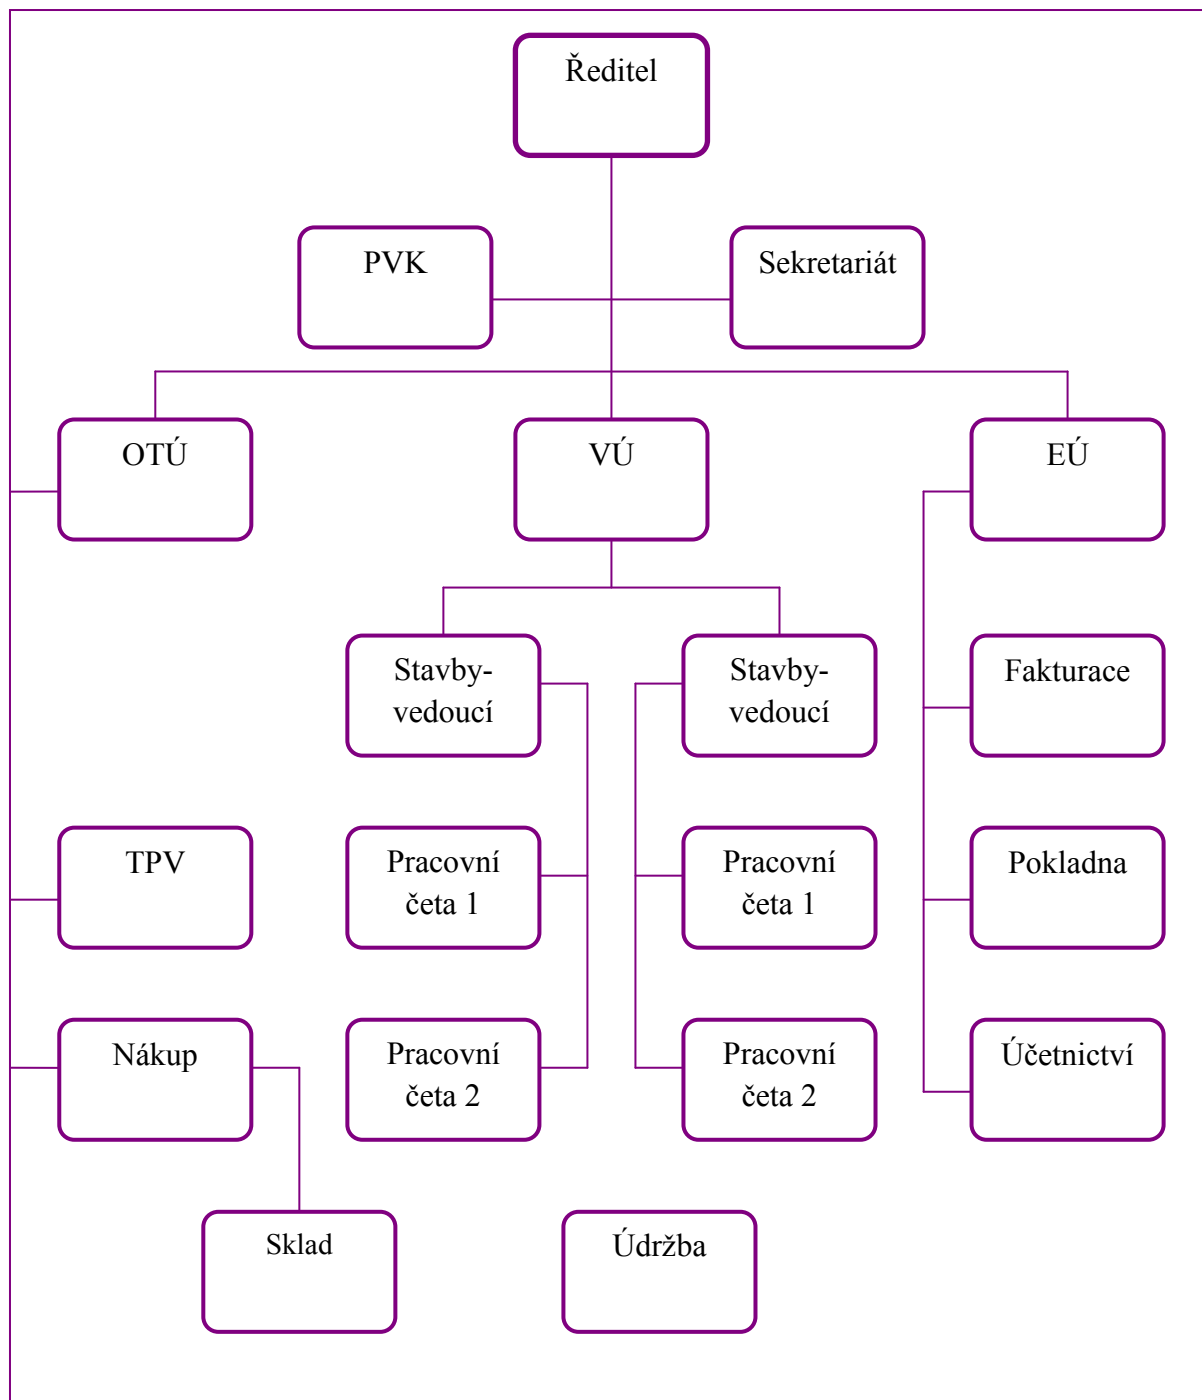 Ředitel
PVK
Sekretariát
OTÚ
VÚ
EÚ
Stavby-
vedoucí
Stavby-
vedoucí
Fakturace
TPV
Pracovní
četa 1
Pracovní
četa 1
Pokladna
Nákup
Pracovní
četa 2
Pracovní
četa 2
Účetnictví
Sklad
Údržba